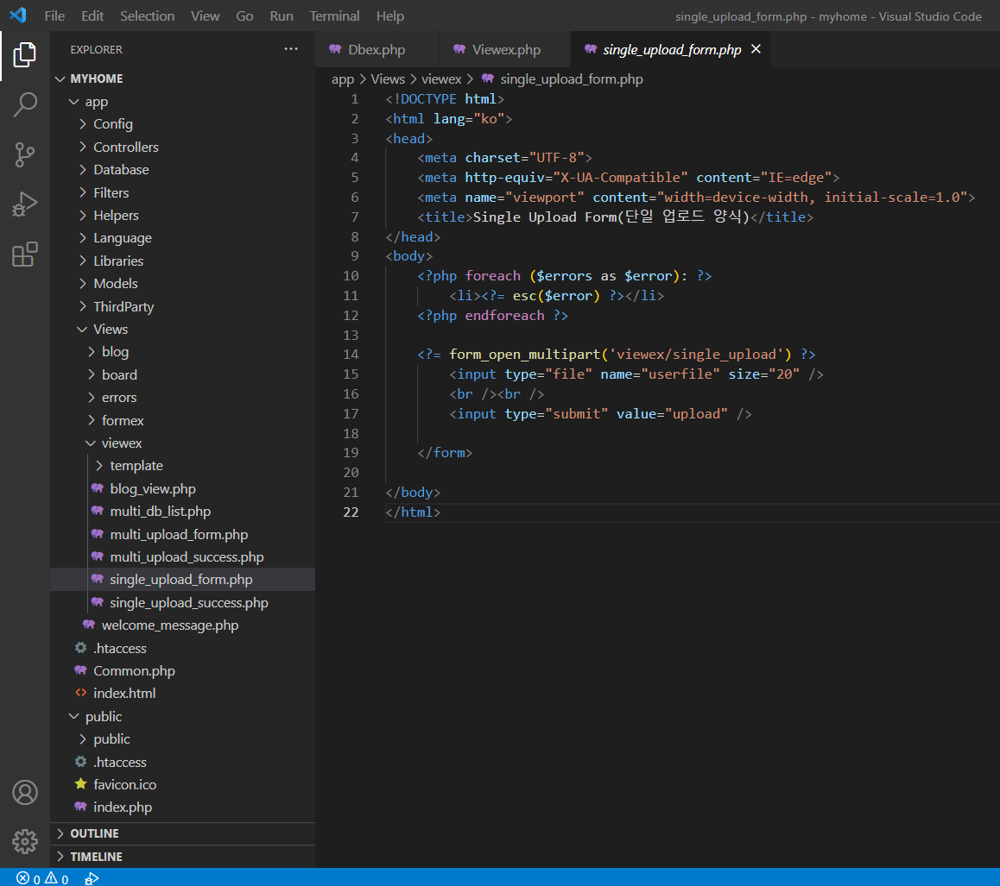 File Edit Selection View Go Run Terminal Help single_upload_form.php - myhome - Visual Studio Code
EXPLORER ...
MYHOME
app
Config
Controllers
Database
Filters
Helpers
Language
Libraries
Models
ThirdParty
Views
blog
board
errors
formex
viewex
template
blog_view.php
multi_db_list.php
multi_upload_form.php
multi_upload_success.php
single_upload_form.php
single_upload_success.php
welcome_message.php
.htaccess
Common.php
index.html
public
public
.htaccess
favicon.ico
index.php
OUTLINE
TIMELINE
Dbex.php Viewex.php single_upload_form.php
app > Views > viewex > single_upload_form.php
1 <!DOCTYPE html>
2 <html lang="ko">
3 <head>
4 <meta charset="UTF-8">
5 <meta http-equiv="X-UA-Compatible" content="IE=edge">
6 <meta name="viewport" content="width=device-width, initial-scale=1.0">
7 <title>Single Upload Form(단일 업로드 양식)</title>
8 </head>
9 <body>
10 <?php foreach ($errors as $error): ?>
11 <li><?= esc($error) ?></li>
12 <?php endforeach ?>
13
14 <?= form_open_multipart('viewex/single_upload') ?>
15 <input type="file" name="userfile" size="20" />
16 <br /><br />
17 <input type="submit" value="upload" />
18
19 </form>
20
21 </body>
22 </html>
0 0